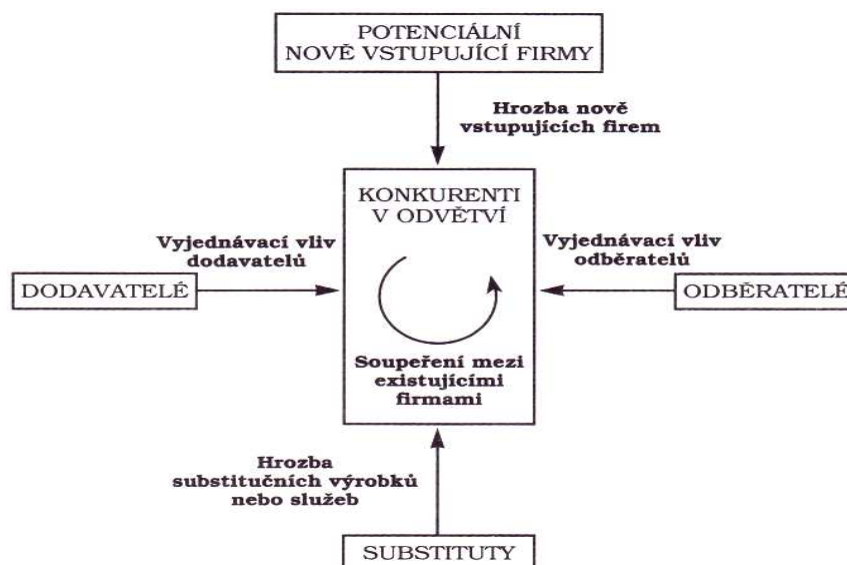 POTENCIÁLNÍ
NOVĚ VSTUPUJÍCÍ FIRMY
Hrozba nově
vstupujících firem
KONKURENTI
V ODVĚTVÍ
Vyjednávací vliv
dodavatelů
Vyjednávací vliv
odběratelů
DODAVATELÉ
ODBĚRATELÉ
Soupeření mezi
existujícími
firmami
Hrozba
substitučních výrobků
nebo služeb
SUBSTITUTY